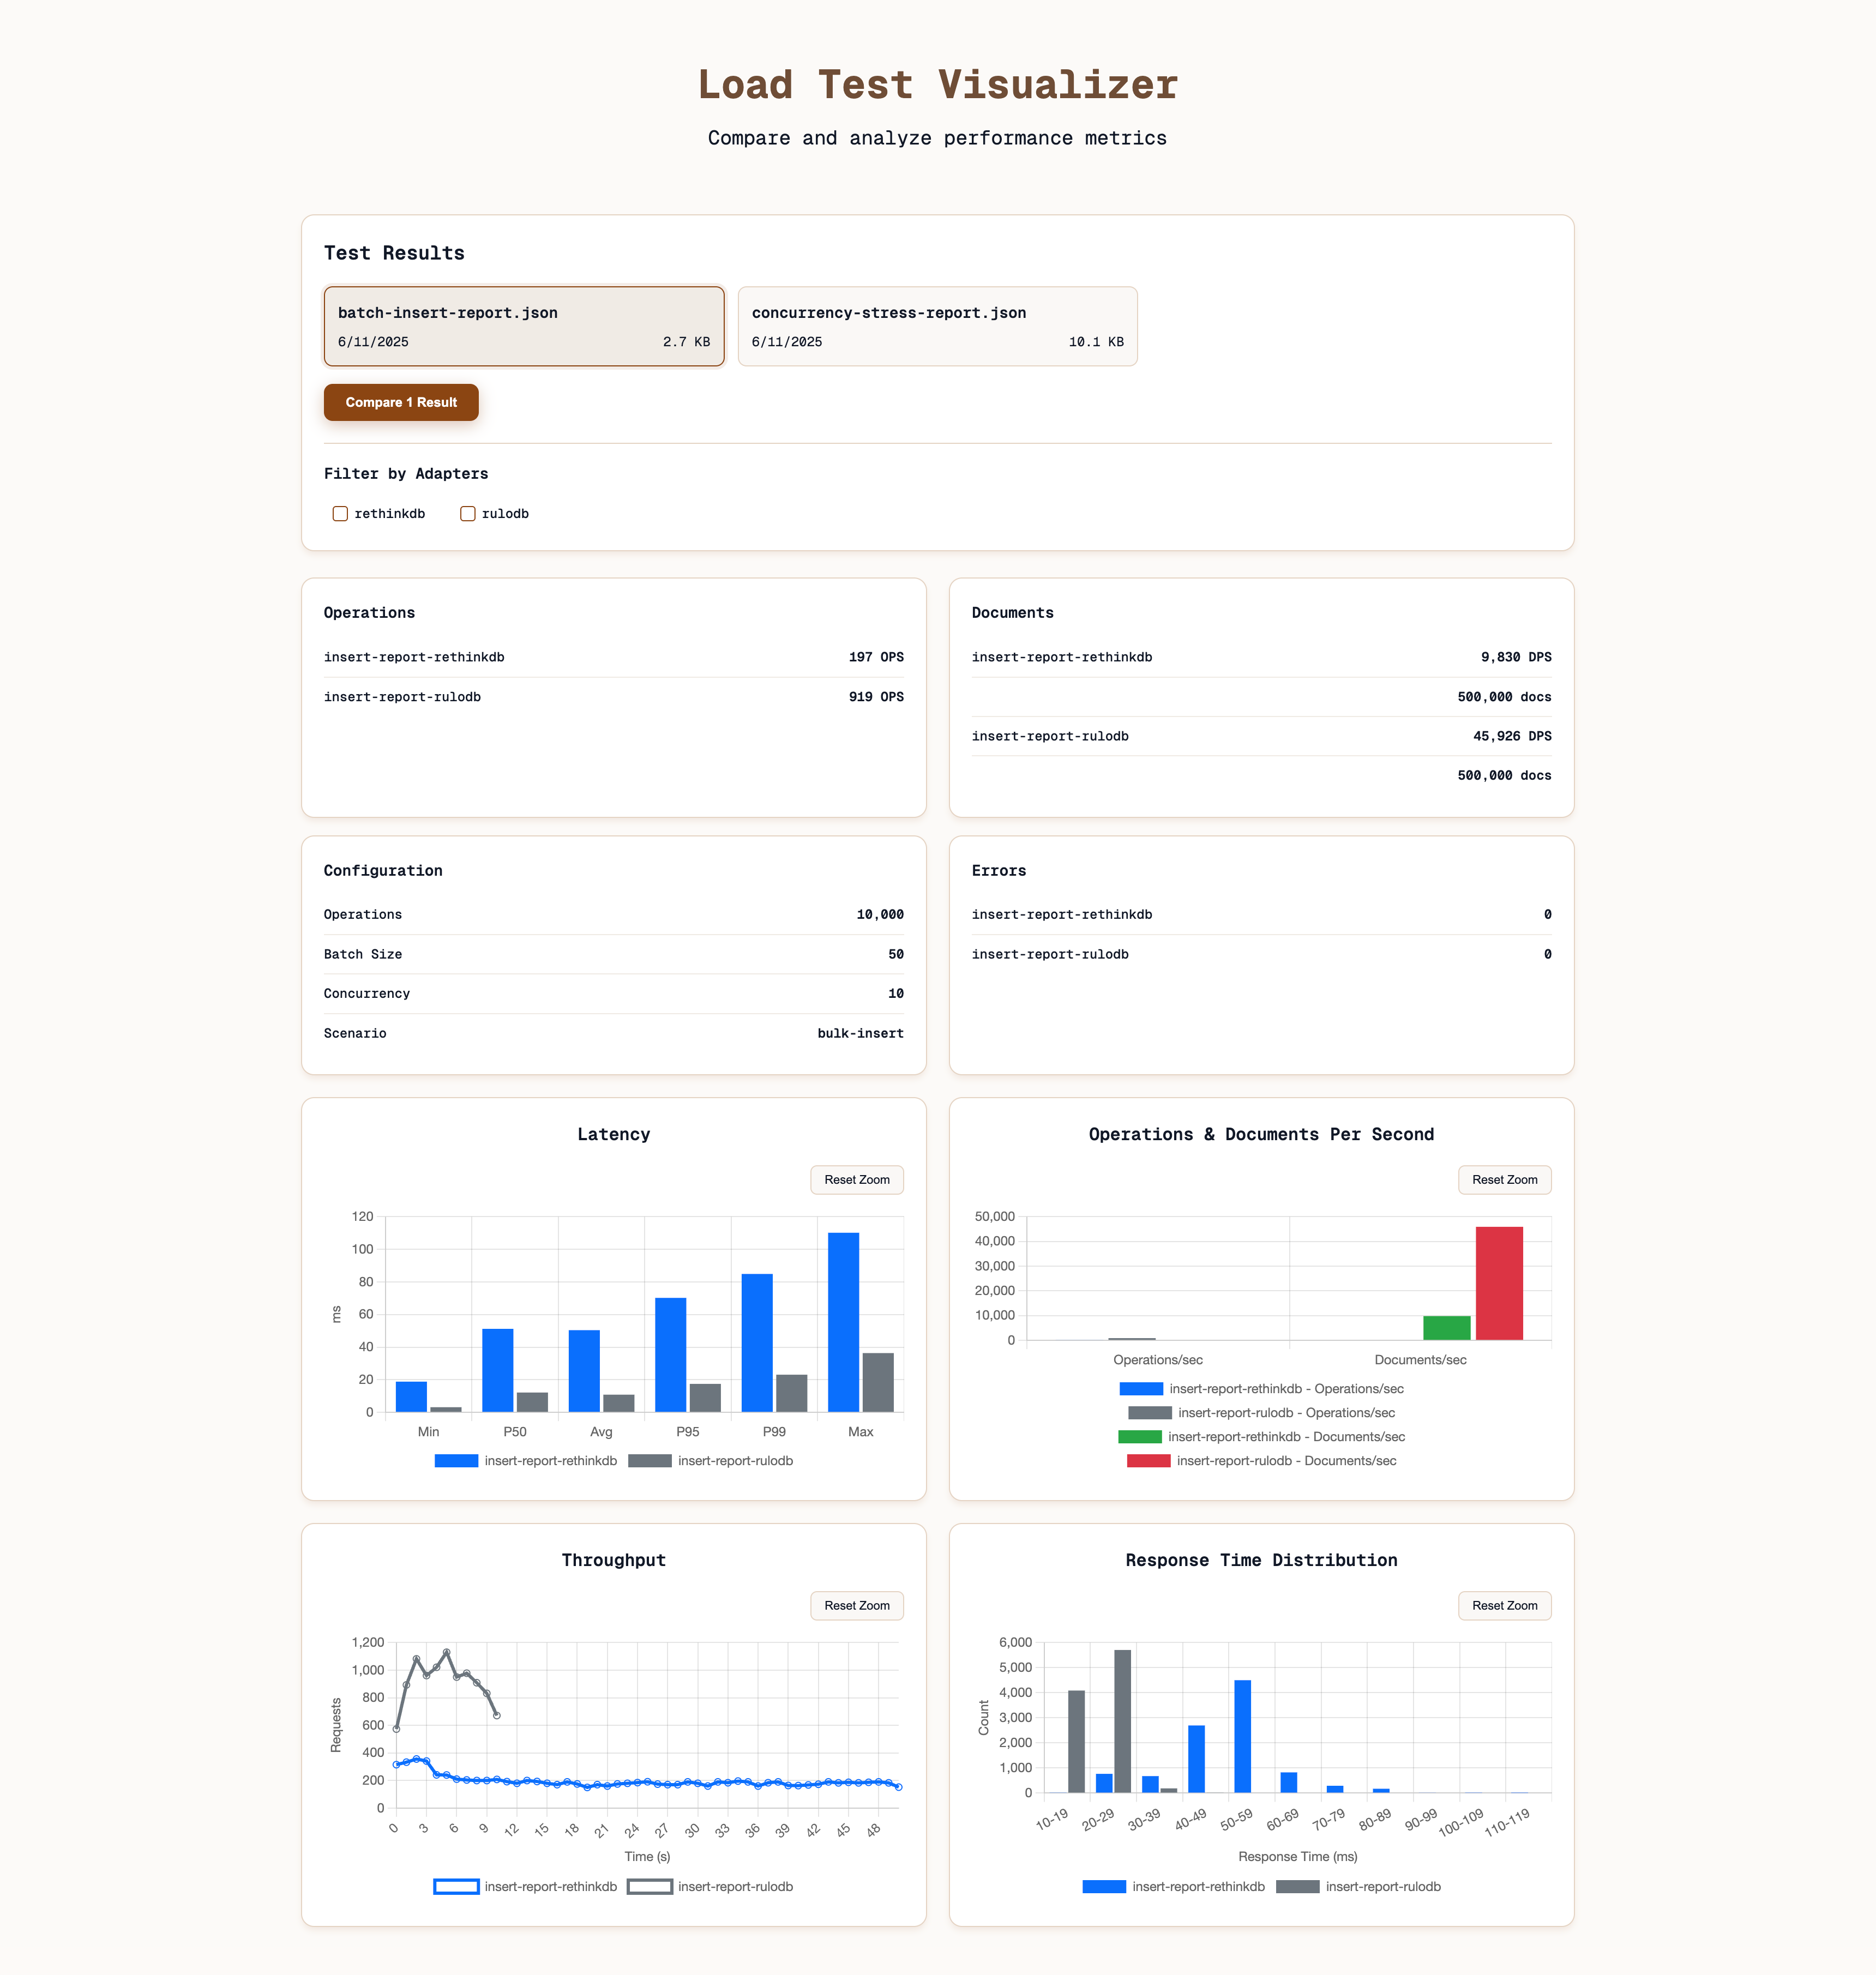 Load Test Visualizer
Compare and analyze performance metrics
Test Results
batch-insert-report.json
6/11/2025 2.7 KB
concurrency-stress-report.json
6/11/2025 10.1 KB
Compare 1 Result
Filter by Adapters
rethinkdb rulodb
Operations
insert-report-rethinkdb 197 OPS
insert-report-rulodb 919 OPS
Documents
insert-report-rethinkdb 9,830 DPS
500,000 docs
insert-report-rulodb 45,926 DPS
500,000 docs
Configuration
Operations 10,000
Batch Size 50
Concurrency 10
Scenario bulk-insert
Errors
insert-report-rethinkdb 0
insert-report-rulodb 0
Latency
Reset Zoom
120
100
80
60
40
20
0
ms
Min P50 Avg P95 P99 Max
insert-report-rethinkdb insert-report-rulodb
Operations & Documents Per Second
Reset Zoom
50,000
40,000
30,000
20,000
10,000
0
Operations/sec Documents/sec
insert-report-rethinkdb - Operations/sec
insert-report-rulodb - Operations/sec
insert-report-rethinkdb - Documents/sec
insert-report-rulodb - Documents/sec
Throughput
Reset Zoom
1,200
1,000
800
600
400
200
0
Requests
0 3 6 9 12 15 18 21 24 27 30 33 36 39 42 45 48
Time (s)
insert-report-rethinkdb insert-report-rulodb
Response Time Distribution
Reset Zoom
6,000
5,000
4,000
3,000
2,000
1,000
0
Count
10-19 20-29 30-39 40-49 50-59 60-69 70-79 80-89 90-99 100-109 110-119
Response Time (ms)
insert-report-rethinkdb insert-report-rulodb